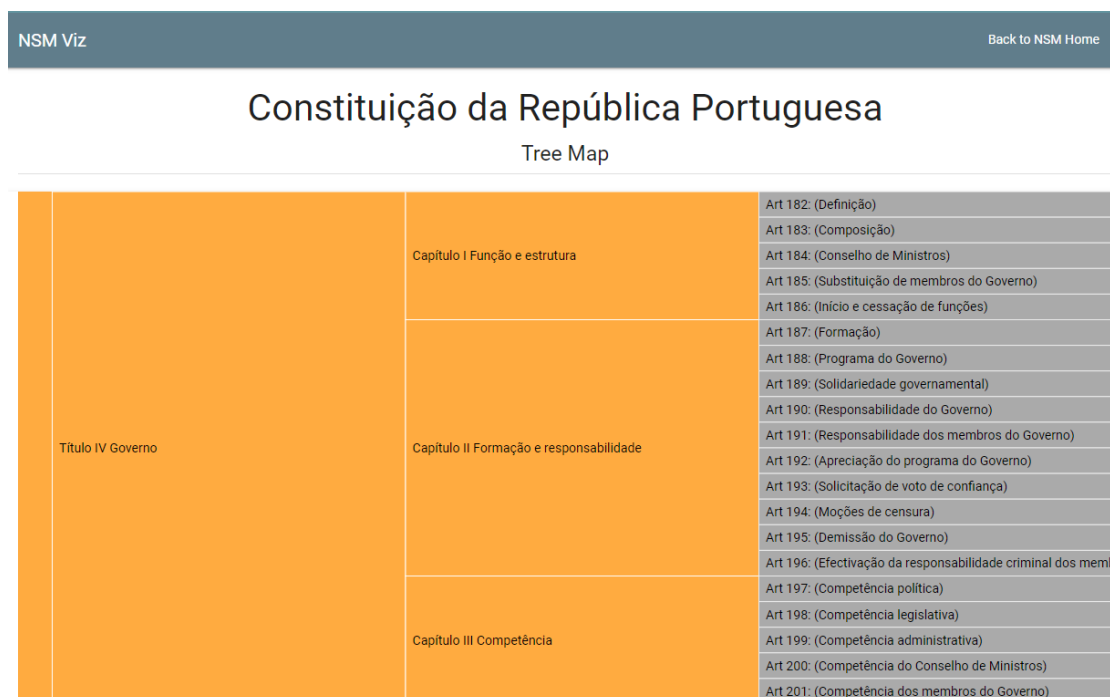 NSM Viz
Back to NSM Home
Constituição da República Portuguesa
Tree Map
Título IV Governo
Capítulo I Função e estrutura
Art 182: (Definição)
Art 183: (Composição)
Art 184: (Conselho de Ministros)
Art 185: (Substituição de membros do Governo)
Art 186: (Início e cessação de funções)
Capítulo II Formação e responsabilidade
Art 187: (Formação)
Art 188: (Programa do Governo)
Art 189: (Solidariedade governamental)
Art 190: (Responsabilidade do Governo)
Art 191: (Responsabilidade dos membros do Governo)
Art 192: (Apreciação do programa do Governo)
Art 193: (Solicitação de voto de confiança)
Art 194: (Moções de censura)
Art 195: (Demissão do Governo)
Art 196: (Efectivação da responsabilidade criminal dos
Capítulo III Competência
Art 197: (Competência política)
Art 198: (Competência legislativa)
Art 199: (Competência administrativa)
Art 200: (Competência do Conselho de Ministros)
Art 201: (Competência dos membros do Governo)